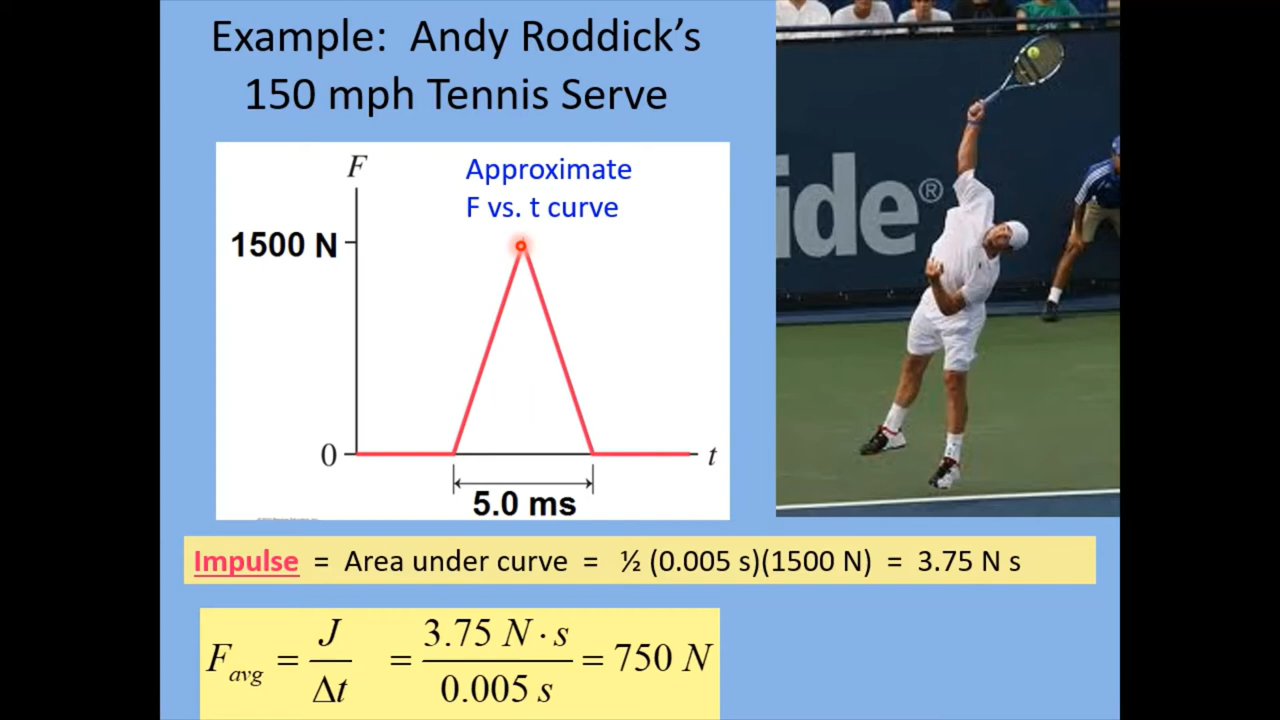 Example: Andy Roddick's
150 mph Tennis Serve
F
Approximate
F vs. t curve
1500 N
0
t
5.0 ms
ide®
Impulse = Area under curve = ½ (0.005 s)(1500 N) = 3.75 N s
F_avg = J/Δt = 3.75 N·s / 0.005 s = 750 N